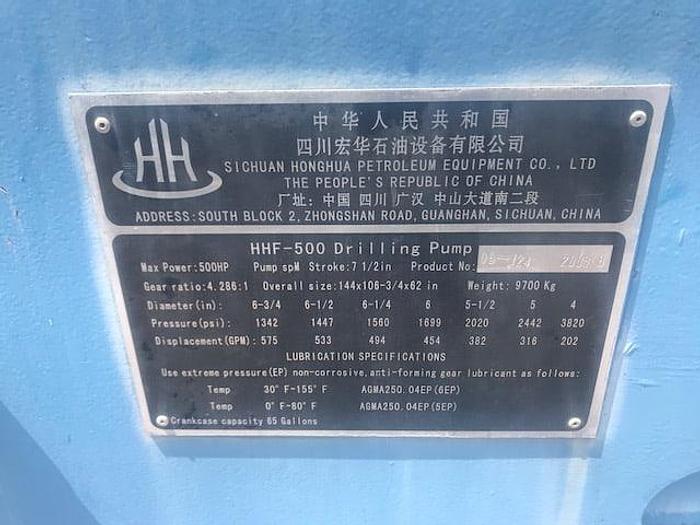 中华人民共和国
四川宏华石油设备有限公司
SICHUAN HONGHUA PETROLEUM EQUIPMENT CO., LTD
THE PEOPLE'S REPUBLIC OF CHINA
厂址: 中国 四川 广汉 中山大道南二段
ADDRESS: SOUTH BLOCK 2, ZHONGSHAN ROAD, GUANGHAN, SICHUAN, CHINA
HH
HHF-500 Drilling Pump
Max Power: 500HP Pump spM Stroke: 7 1/2in Product No:
Gear ratio: 4.286:1 Overall size: 144x106-3/4x62 in Weight: 9700 Kg
Diameter(in): 6-3/4 6-1/2 6-1/4 6 5-1/2 5 4
Pressure(psi): 1342 1447 1560 1699 2020 2442 3820
Displacement(GPM): 575 533 494 454 382 316 202
LUBRICATION SPECIFICATIONS
Use extreme pressure(EP) non-corrosive, anti-forming gear lubricant as follows:
Temp 30°F-155°F AGMA250.04EP(6EP)
Temp 0°F-80°F AGMA250.04EP(5EP)
Crankcase capacity 65 Gallons